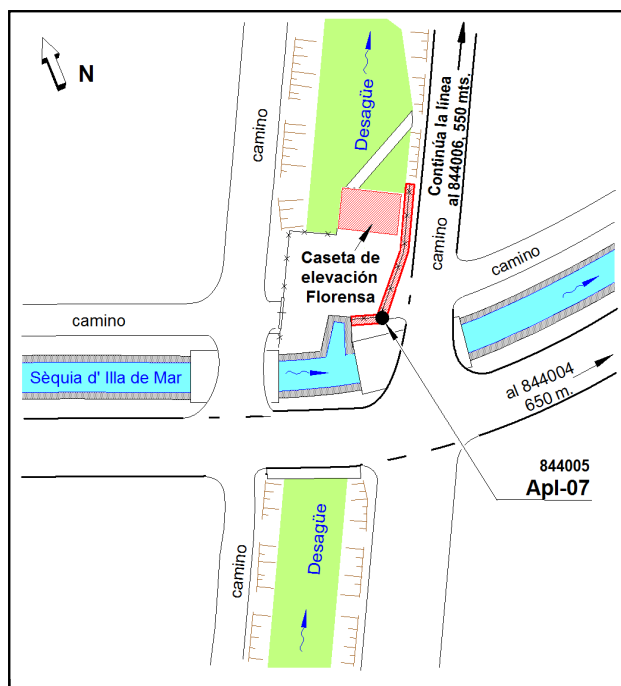 N
camino
Desagüe
Continúa la línea
al 844006, 550 mts.
camino
camino
Caseta de
elevación
Florensa
camino
Sèquia d' Illa de Mar
al 844004
650 m.
844005
Apl-07
camino
Desagüe